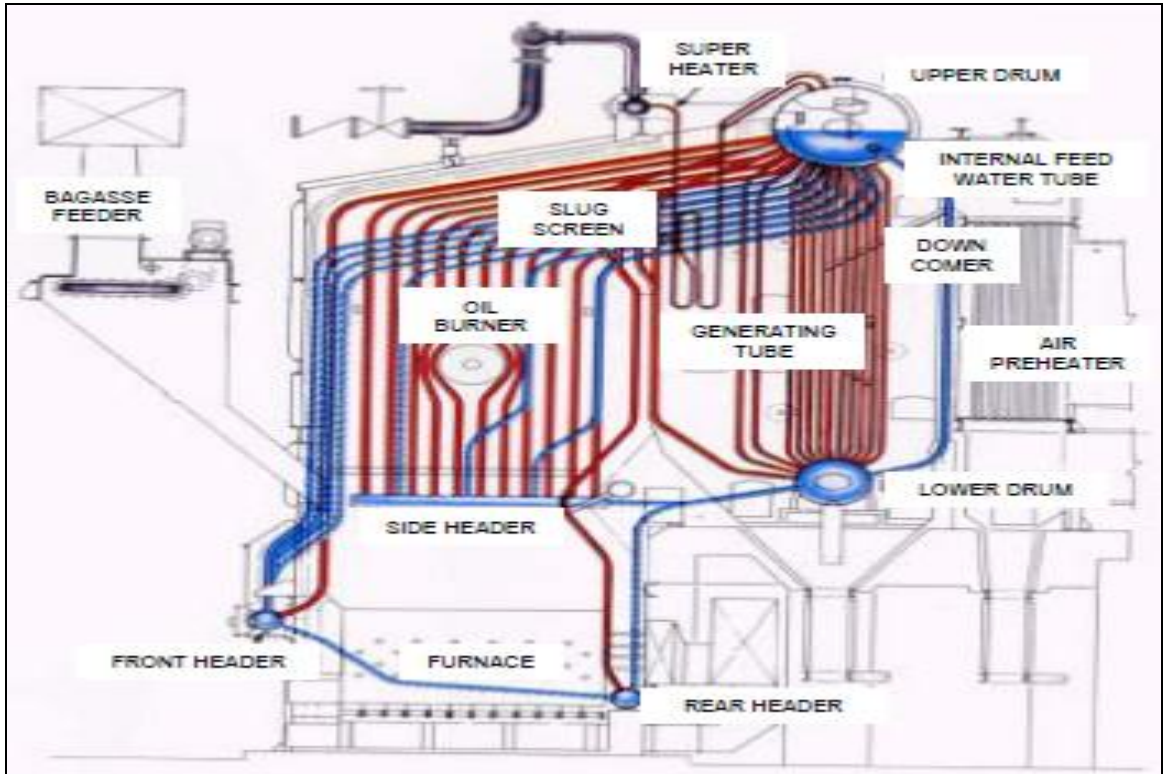 SUPER
HEATER
UPPER DRUM
BAGASSE
FEEDER
INTERNAL FEED
WATER TUBE
SLUG
SCREEN
DOWN
COMER
OIL
BURNER
GENERATING
TUBE
AIR
PREHEATER
LOWER DRUM
SIDE HEADER
FRONT HEADER
FURNACE
REAR HEADER